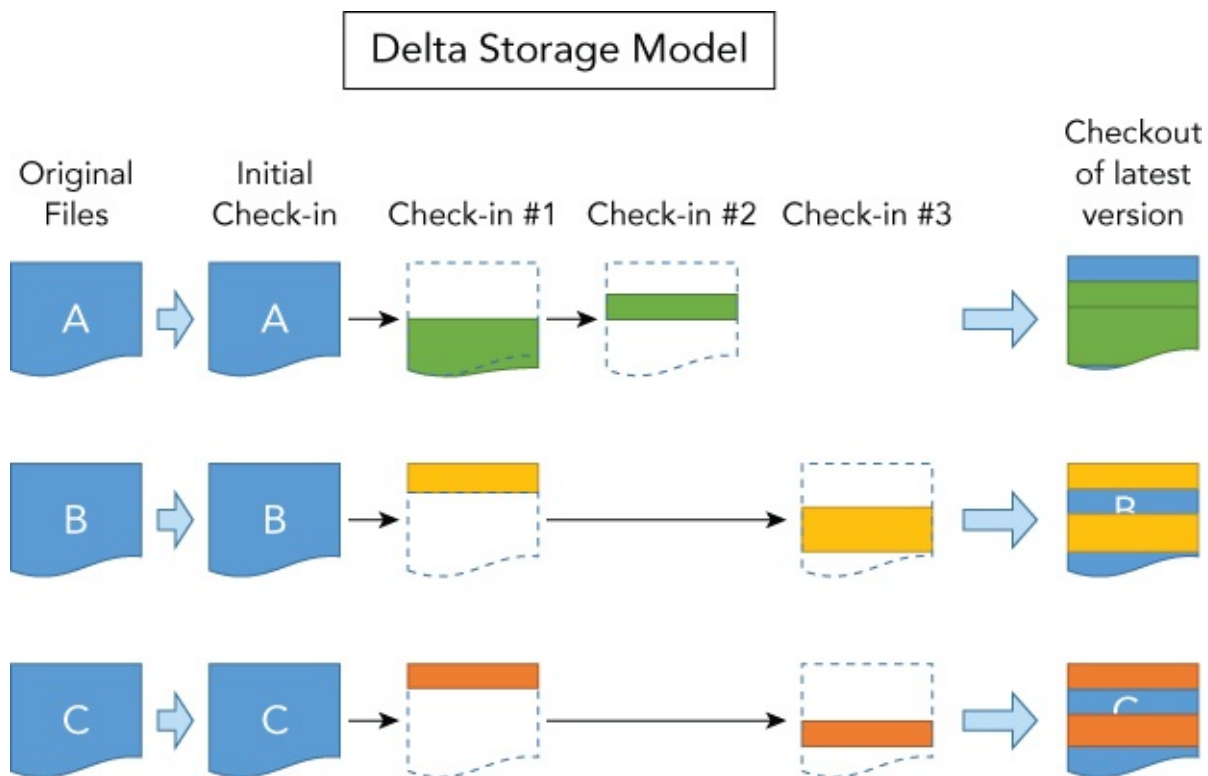 Delta Storage Model
Original
Files
Initial
Check-in
Check-in #1
Check-in #2
Check-in #3
Checkout
of latest
version
A
A
B
B
B
C
C
C